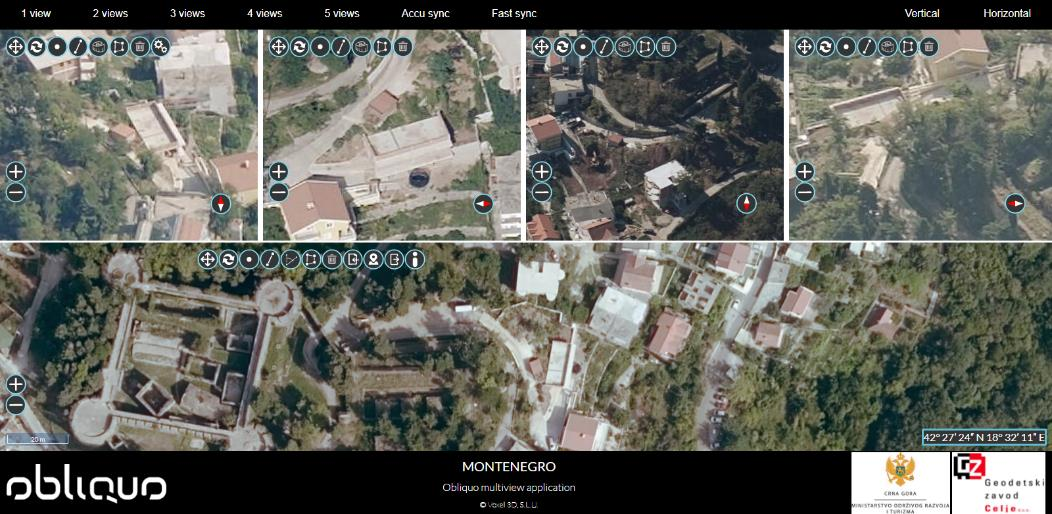 1 view 2 views 3 views 4 views 5 views Accu sync Fast sync Vertical Horizontal
20 m
42° 27' 24" N 18° 32' 11" E
obliquo
MONTENEGRO
Obliquo multiview application
© Voxel 3D, S.L.U.
CRNA GORA
MINISTARSTVO ODRŽIVOG RAZVOJA
I TURIZMA
GZ
Geodetski
zavod
Celje d.o.o.